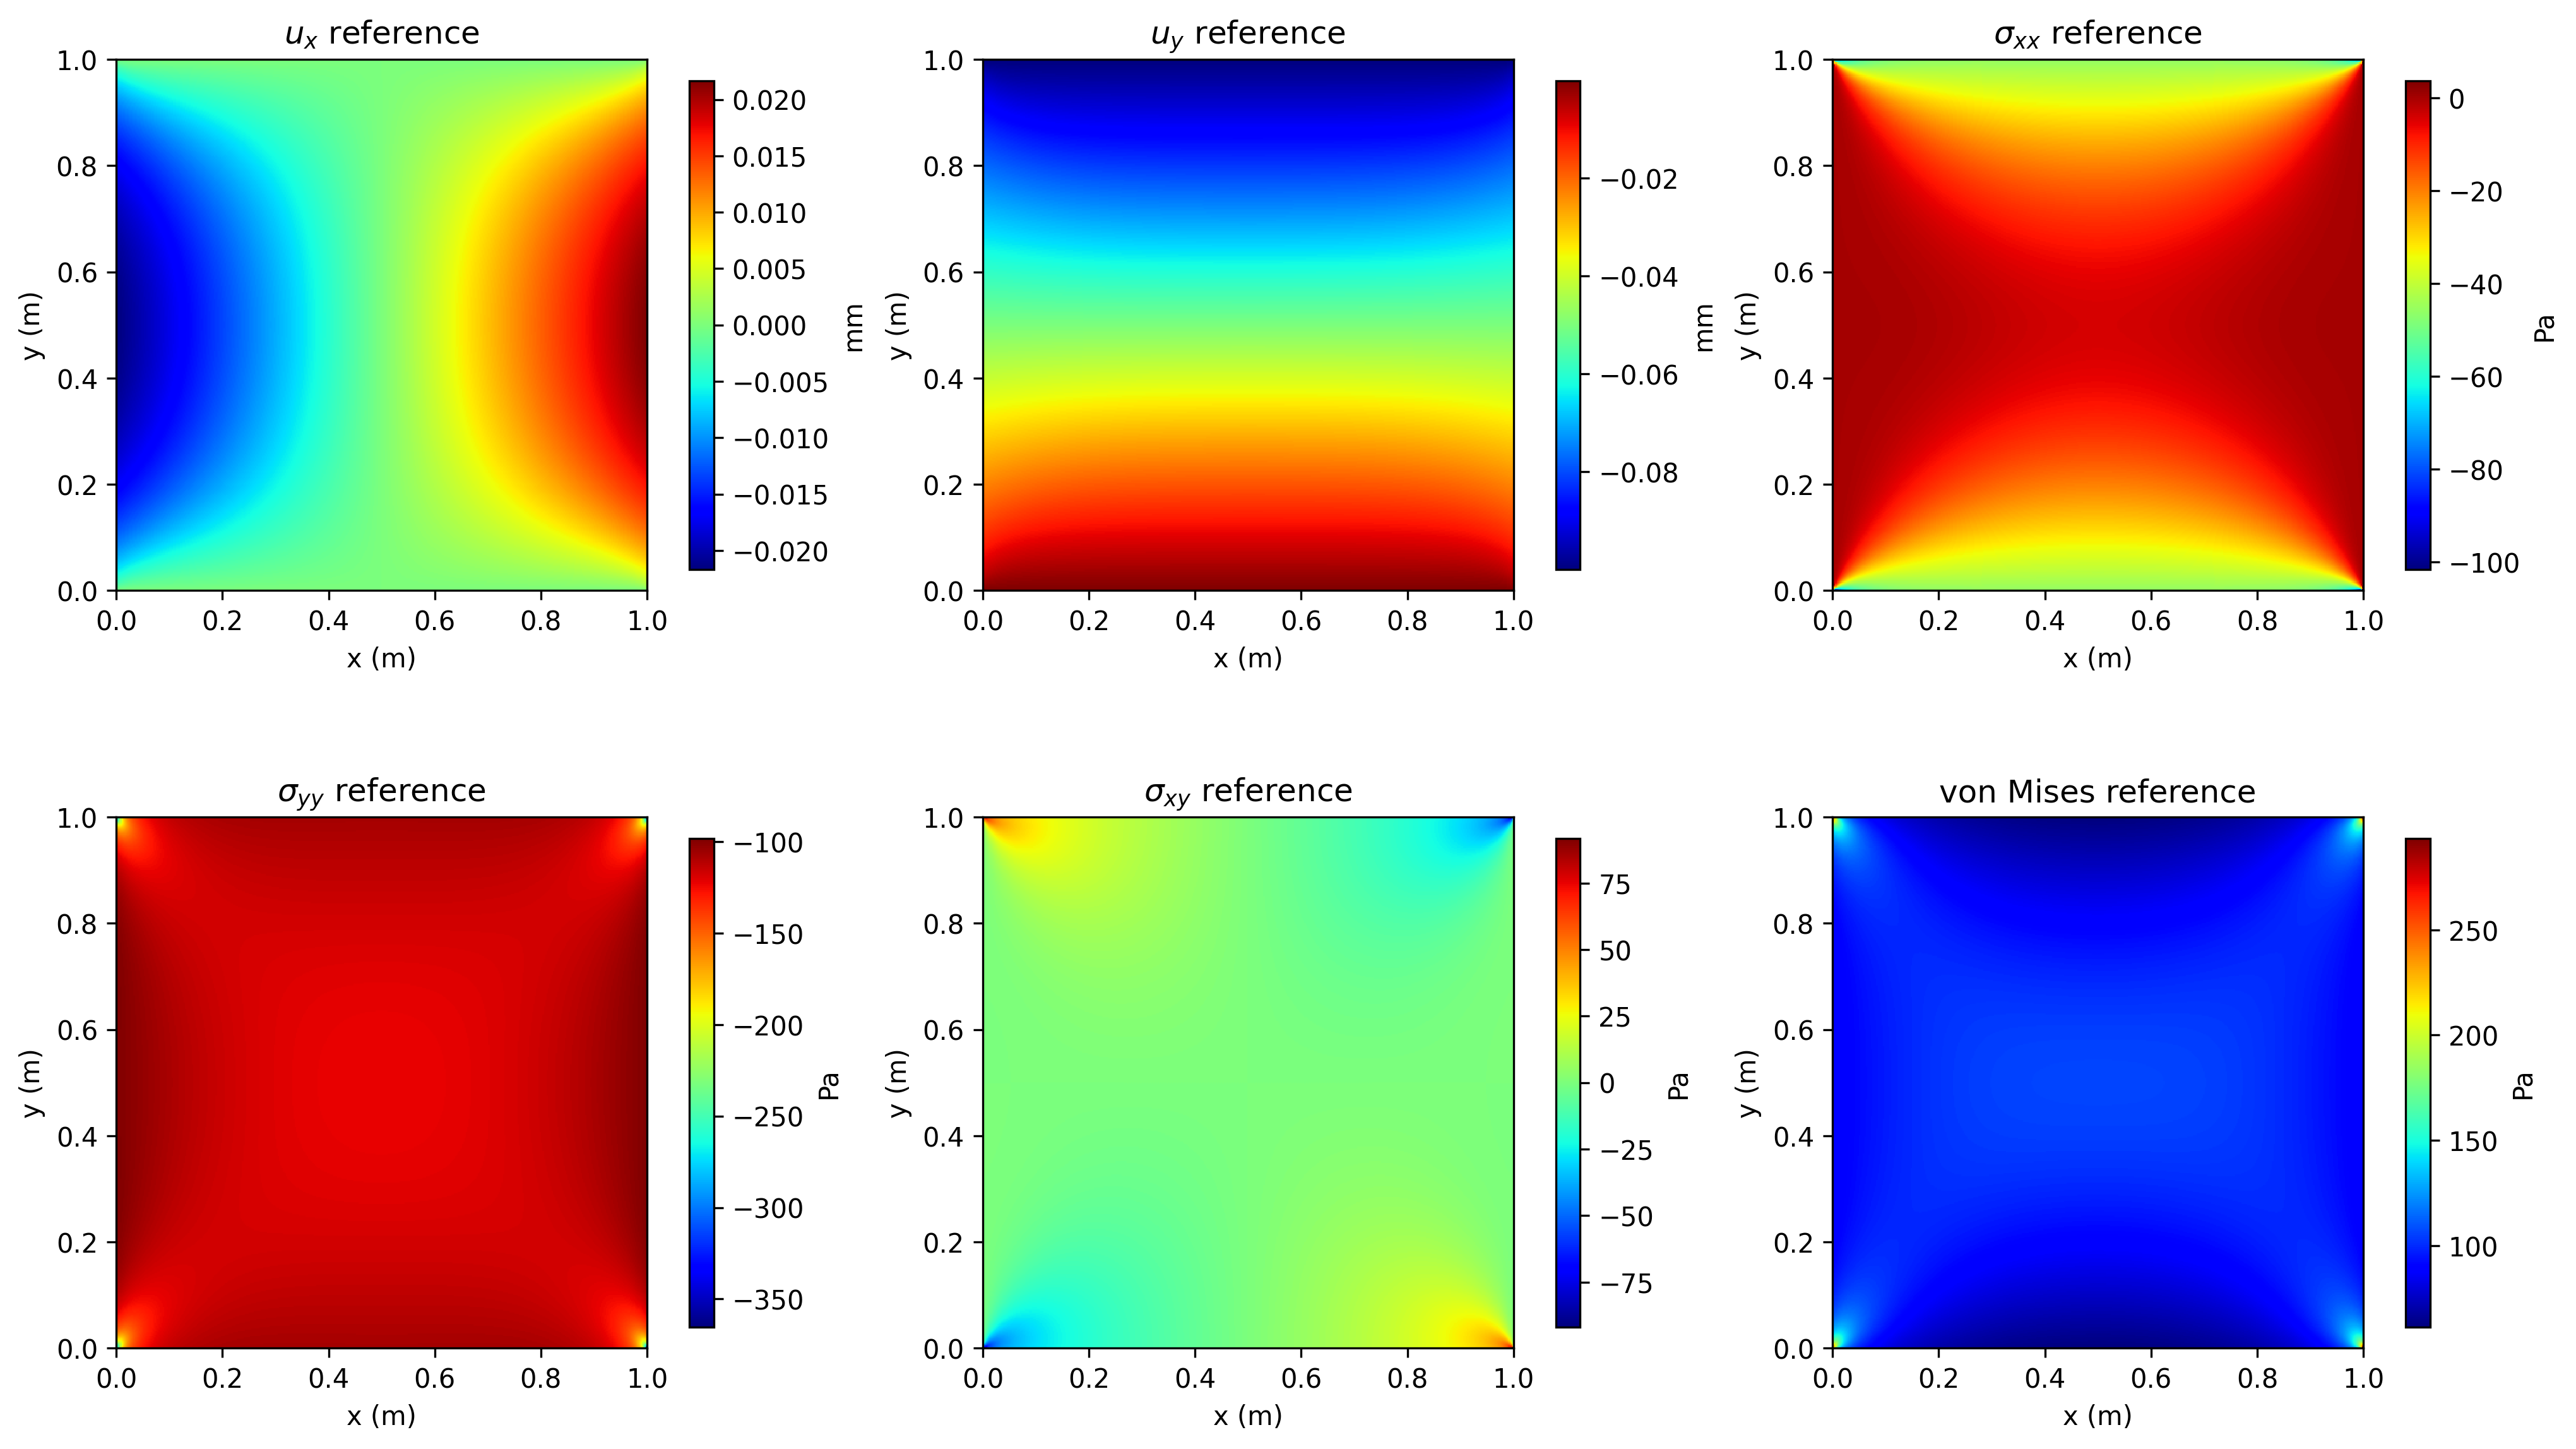 u_x reference
1.0
0.8
0.6
0.4
0.2
0.0
y (m)
0.0 0.2 0.4 0.6 0.8 1.0
x (m)
0.020
0.015
0.010
0.005
0.000
−0.005
−0.010
−0.015
−0.020
mm
u_y reference
1.0
0.8
0.6
0.4
0.2
0.0
y (m)
0.0 0.2 0.4 0.6 0.8 1.0
x (m)
−0.02
−0.04
−0.06
−0.08
mm
σ_xx reference
1.0
0.8
0.6
0.4
0.2
0.0
y (m)
0.0 0.2 0.4 0.6 0.8 1.0
x (m)
0
−20
−40
−60
−80
−100
Pa
σ_yy reference
1.0
0.8
0.6
0.4
0.2
0.0
y (m)
0.0 0.2 0.4 0.6 0.8 1.0
x (m)
−100
−150
−200
−250
−300
−350
Pa
σ_xy reference
1.0
0.8
0.6
0.4
0.2
0.0
y (m)
0.0 0.2 0.4 0.6 0.8 1.0
x (m)
75
50
25
0
−25
−50
−75
Pa
von Mises reference
1.0
0.8
0.6
0.4
0.2
0.0
y (m)
0.0 0.2 0.4 0.6 0.8 1.0
x (m)
250
200
150
100
Pa